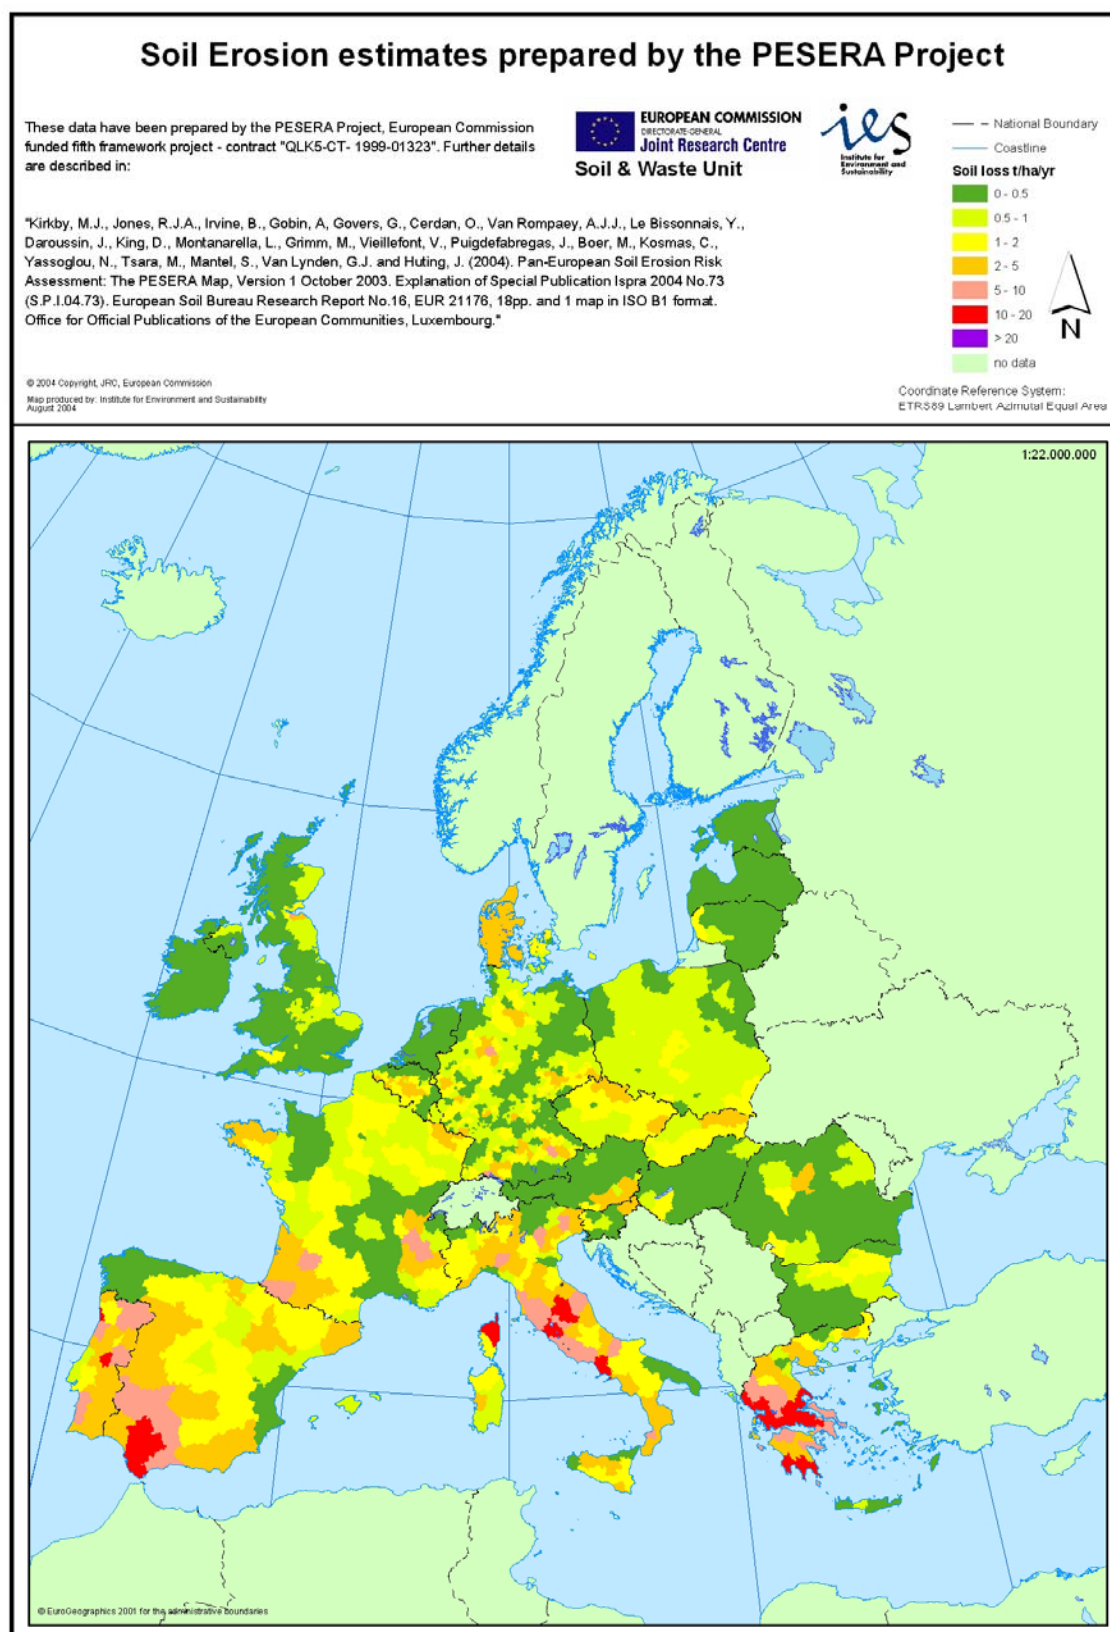 Soil Erosion estimates prepared by the PESERA Project
These data have been prepared by the PESERA Project, European Commission
funded fifth framework project - contract "QLK5-CT- 1999-01323". Further details
are described in:
EUROPEAN COMMISSION
DIRECTORATE-GENERAL
Joint Research Centre
Soil & Waste Unit
ies
Institute for
Environment and
Sustainability
"Kirkby, M.J., Jones, R.J.A., Irvine, B., Gobin, A, Govers, G., Cerdan, O., Van Rompaey, A.J.J., Le Bissonnais, Y.,
Daroussin, J., King, D., Montanarella, L., Grimm, M., Vieillefont, V., Puigdefabregas, J., Boer, M., Kosmas, C.,
Yassoglou, N., Tsara, M., Mantel, S., Van Lynden, G.J. and Huting, J. (2004). Pan-European Soil Erosion Risk
Assessment: The PESERA Map, Version 1 October 2003. Explanation of Special Publication Ispra 2004 No.73
(S.P.I.04.73). European Soil Bureau Research Report No.16, EUR 21176, 18pp. and 1 map in ISO B1 format.
Office for Official Publications of the European Communities, Luxembourg."
© 2004 Copyright, JRC, European Commission
Map produced by: Institute for Environment and Sustainability
August 2004
National Boundary
Coastline
Soil loss t/ha/yr
0 - 0.5
0.5 - 1
1 - 2
2 - 5
5 - 10
10 - 20
> 20
no data
N
Coordinate Reference System:
ETRS89 Lambert Azimutal Equal Area
1:22.000.000
© EuroGeographics 2001 for the administrative boundaries